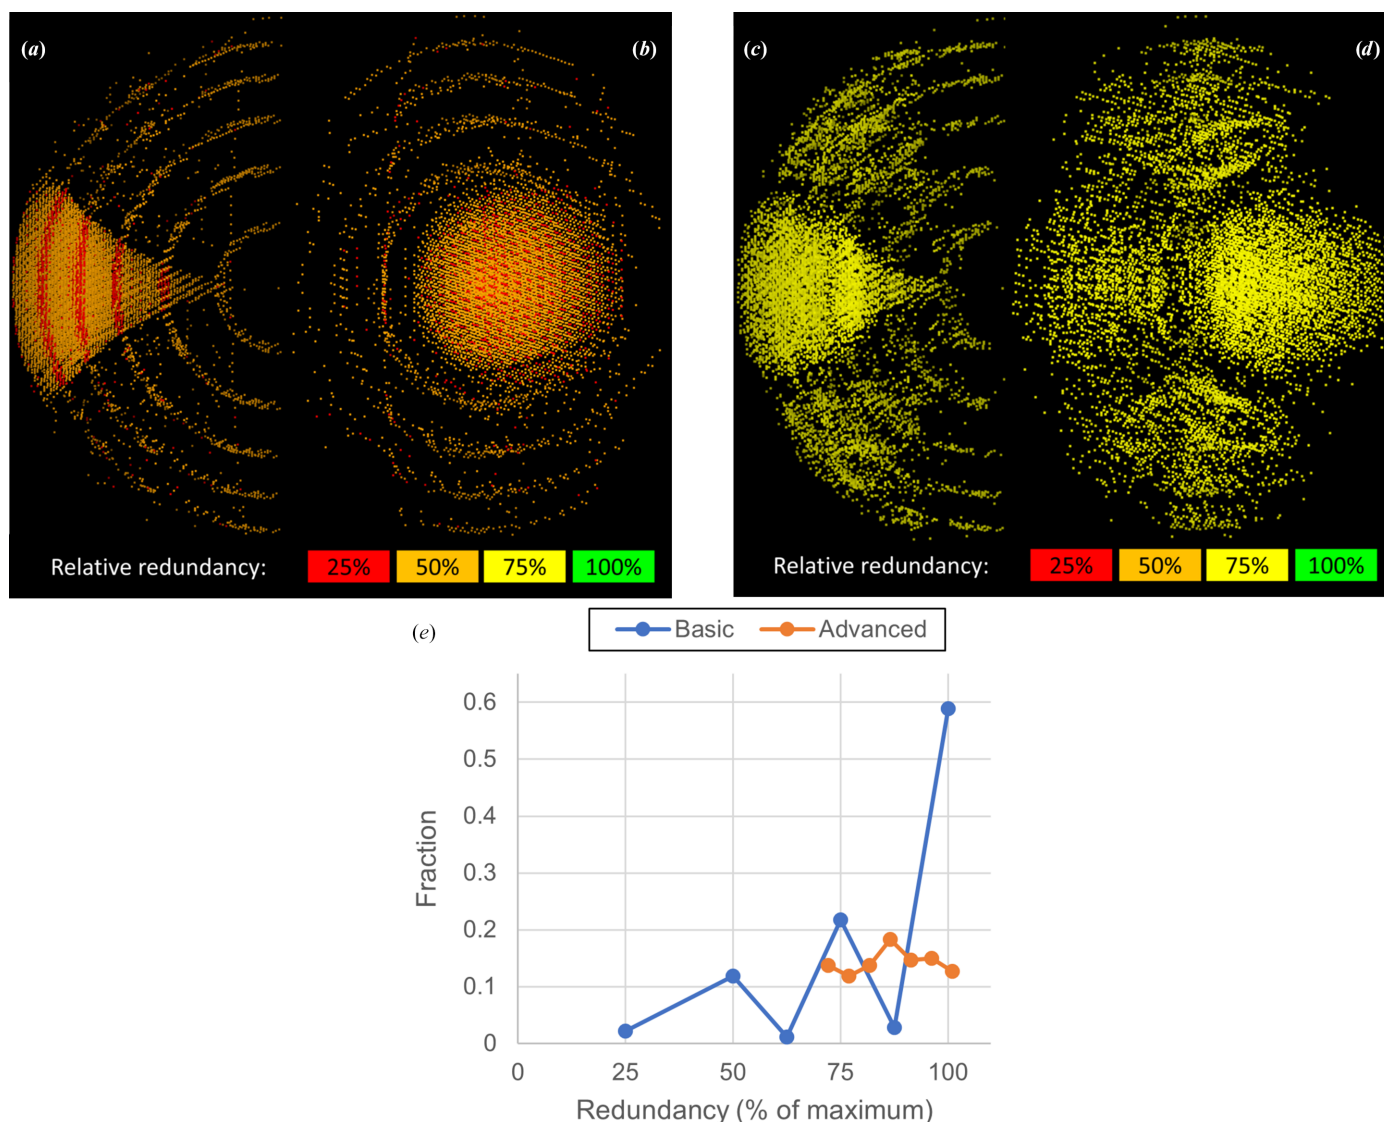 (a)
(b)
Relative redundancy: 25% 50% 75% 100%
(c)
(d)
Relative redundancy: 25% 50% 75% 100%
(e)
Basic Advanced
0.6
0.5
0.4
0.3
0.2
0.1
0
Fraction
0 25 50 75 100
Redundancy (% of maximum)